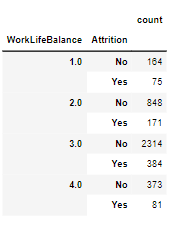 count
WorkLifeBalance Attrition
1.0 No 164
Yes 75
2.0 No 848
Yes 171
3.0 No 2314
Yes 384
4.0 No 373
Yes 81